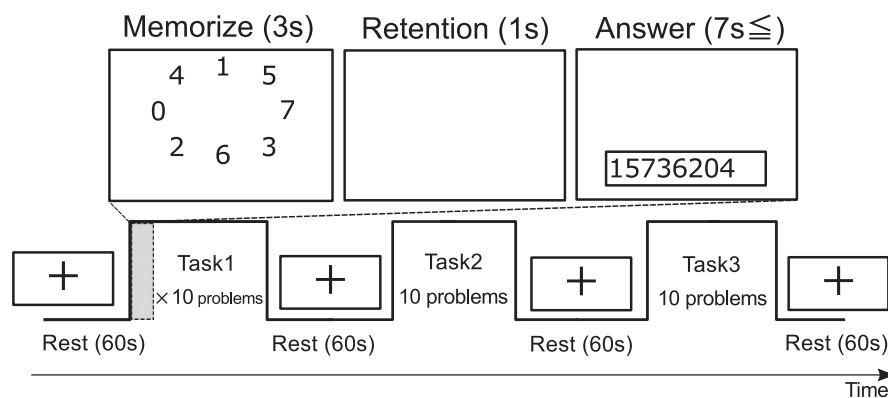 Memorize (3s) Retention (1s) Answer (7s≦)
4 1 5
0 7
2 6 3
15736204
Task1
×10 problems
Task2
10 problems
Task3
10 problems
Rest (60s) Rest (60s) Rest (60s) Rest (60s)
Time